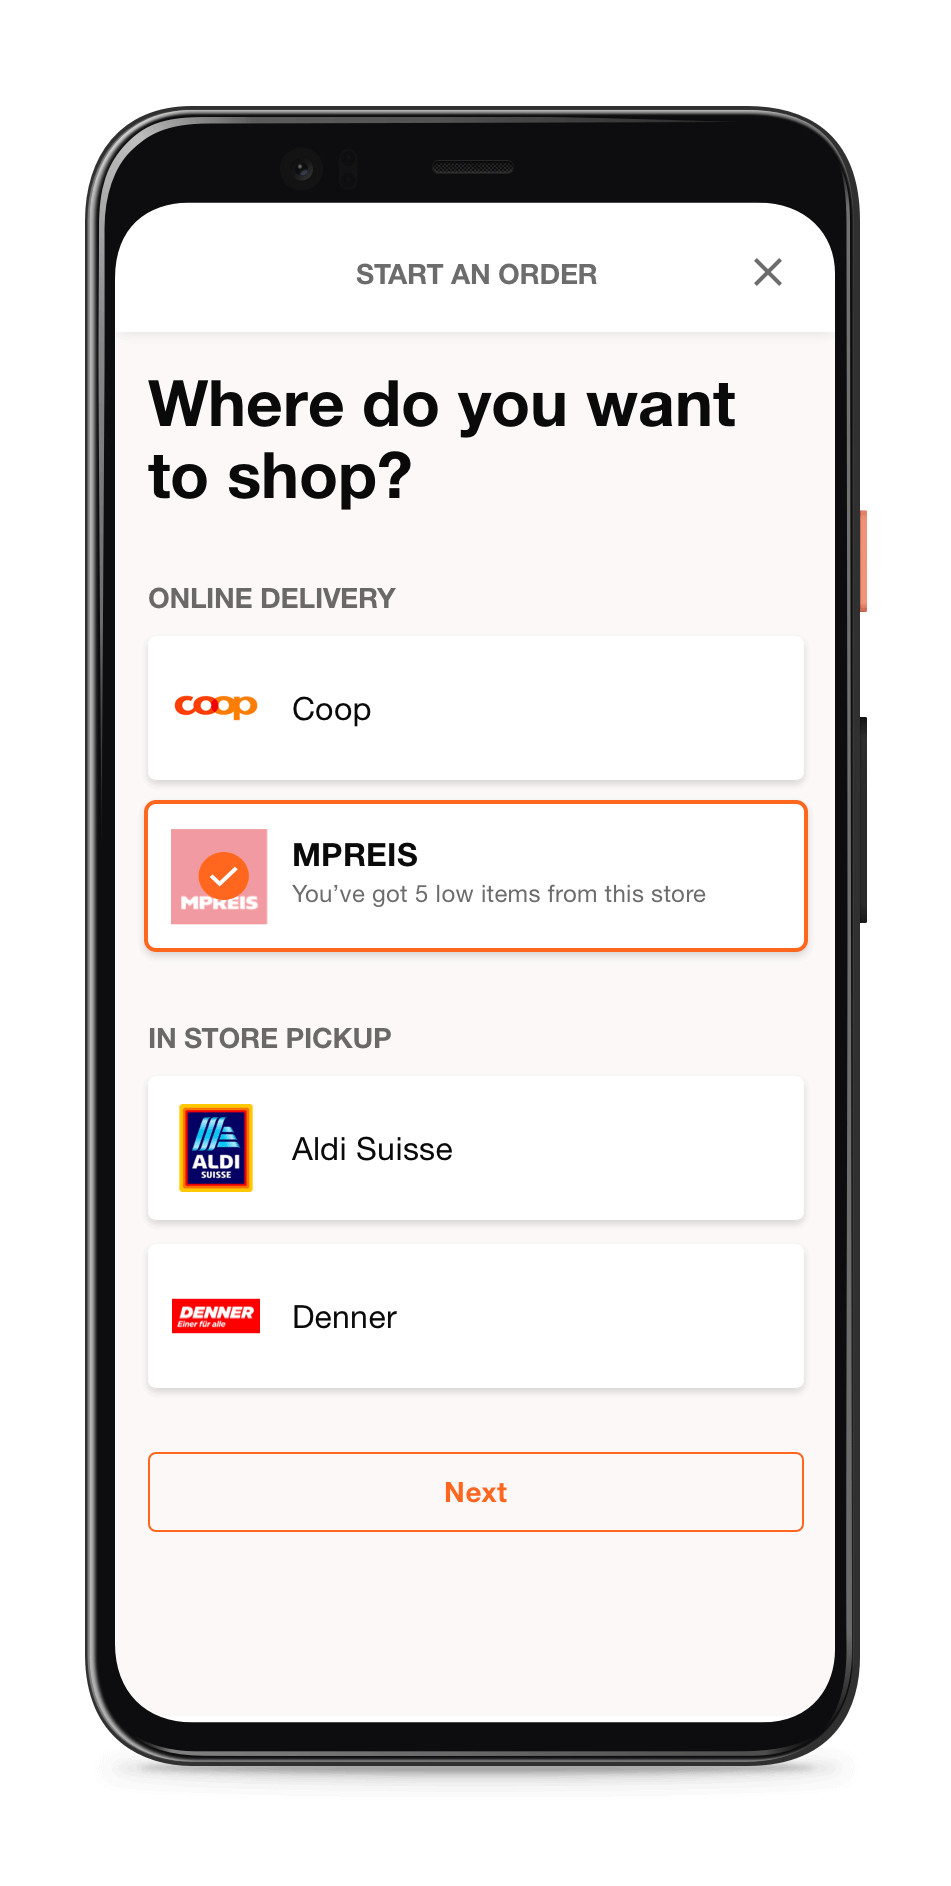 START AN ORDER
Where do you want
to shop?
ONLINE DELIVERY
coop
Coop
MPREIS
MPREIS
You've got 5 low items from this store
IN STORE PICKUP
ALDI
SUISSE
Aldi Suisse
DENNER
Einer für alle
Denner
Next